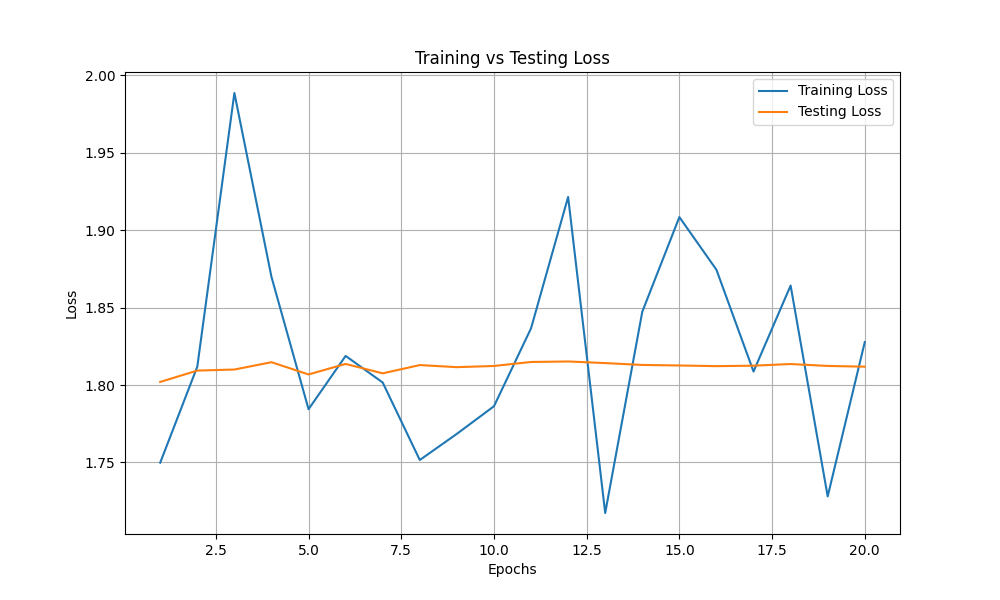 Training vs Testing Loss
Training Loss
Testing Loss
2.00
1.95
1.90
1.85
1.80
1.75
Loss
2.5 5.0 7.5 10.0 12.5 15.0 17.5 20.0
Epochs